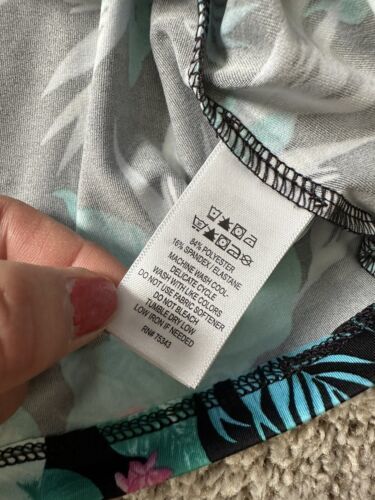 84% POLYESTER
16% SPANDEX/ELASTANE
MACHINE WASH COOL-
DELICATE CYCLE
WASH WITH LIKE COLORS
DO NOT USE FABRIC SOFTENER
DO NOT BLEACH
TUMBLE DRY LOW
LOW IRON IF NEEDED
RN# 75343